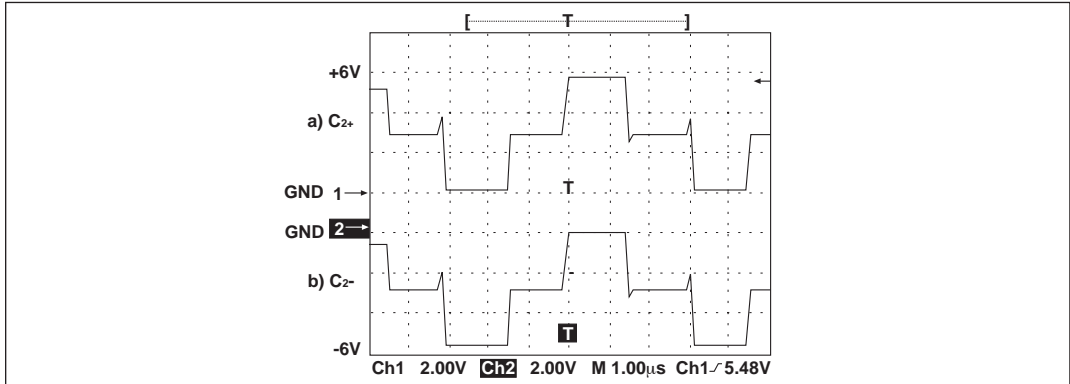 [ T ]
+6V
a) C2+
T
GND 1
GND 2
b) C2-
T
-6V
Ch1 2.00V Ch2 2.00V M 1.00μs Ch1 5.48V